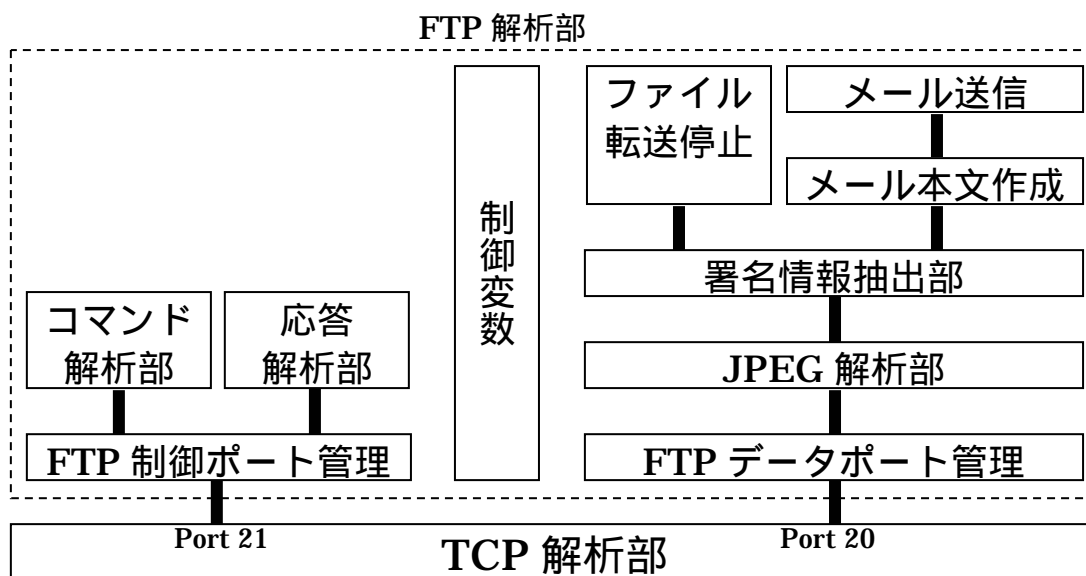 FTP 解析部
ファイル
転送停止
メール送信
メール本文作成
制御変数
署名情報抽出部
コマンド
解析部
応答
解析部
JPEG 解析部
FTP 制御ポート管理
FTP データポート管理
Port 21
Port 20
TCP 解析部